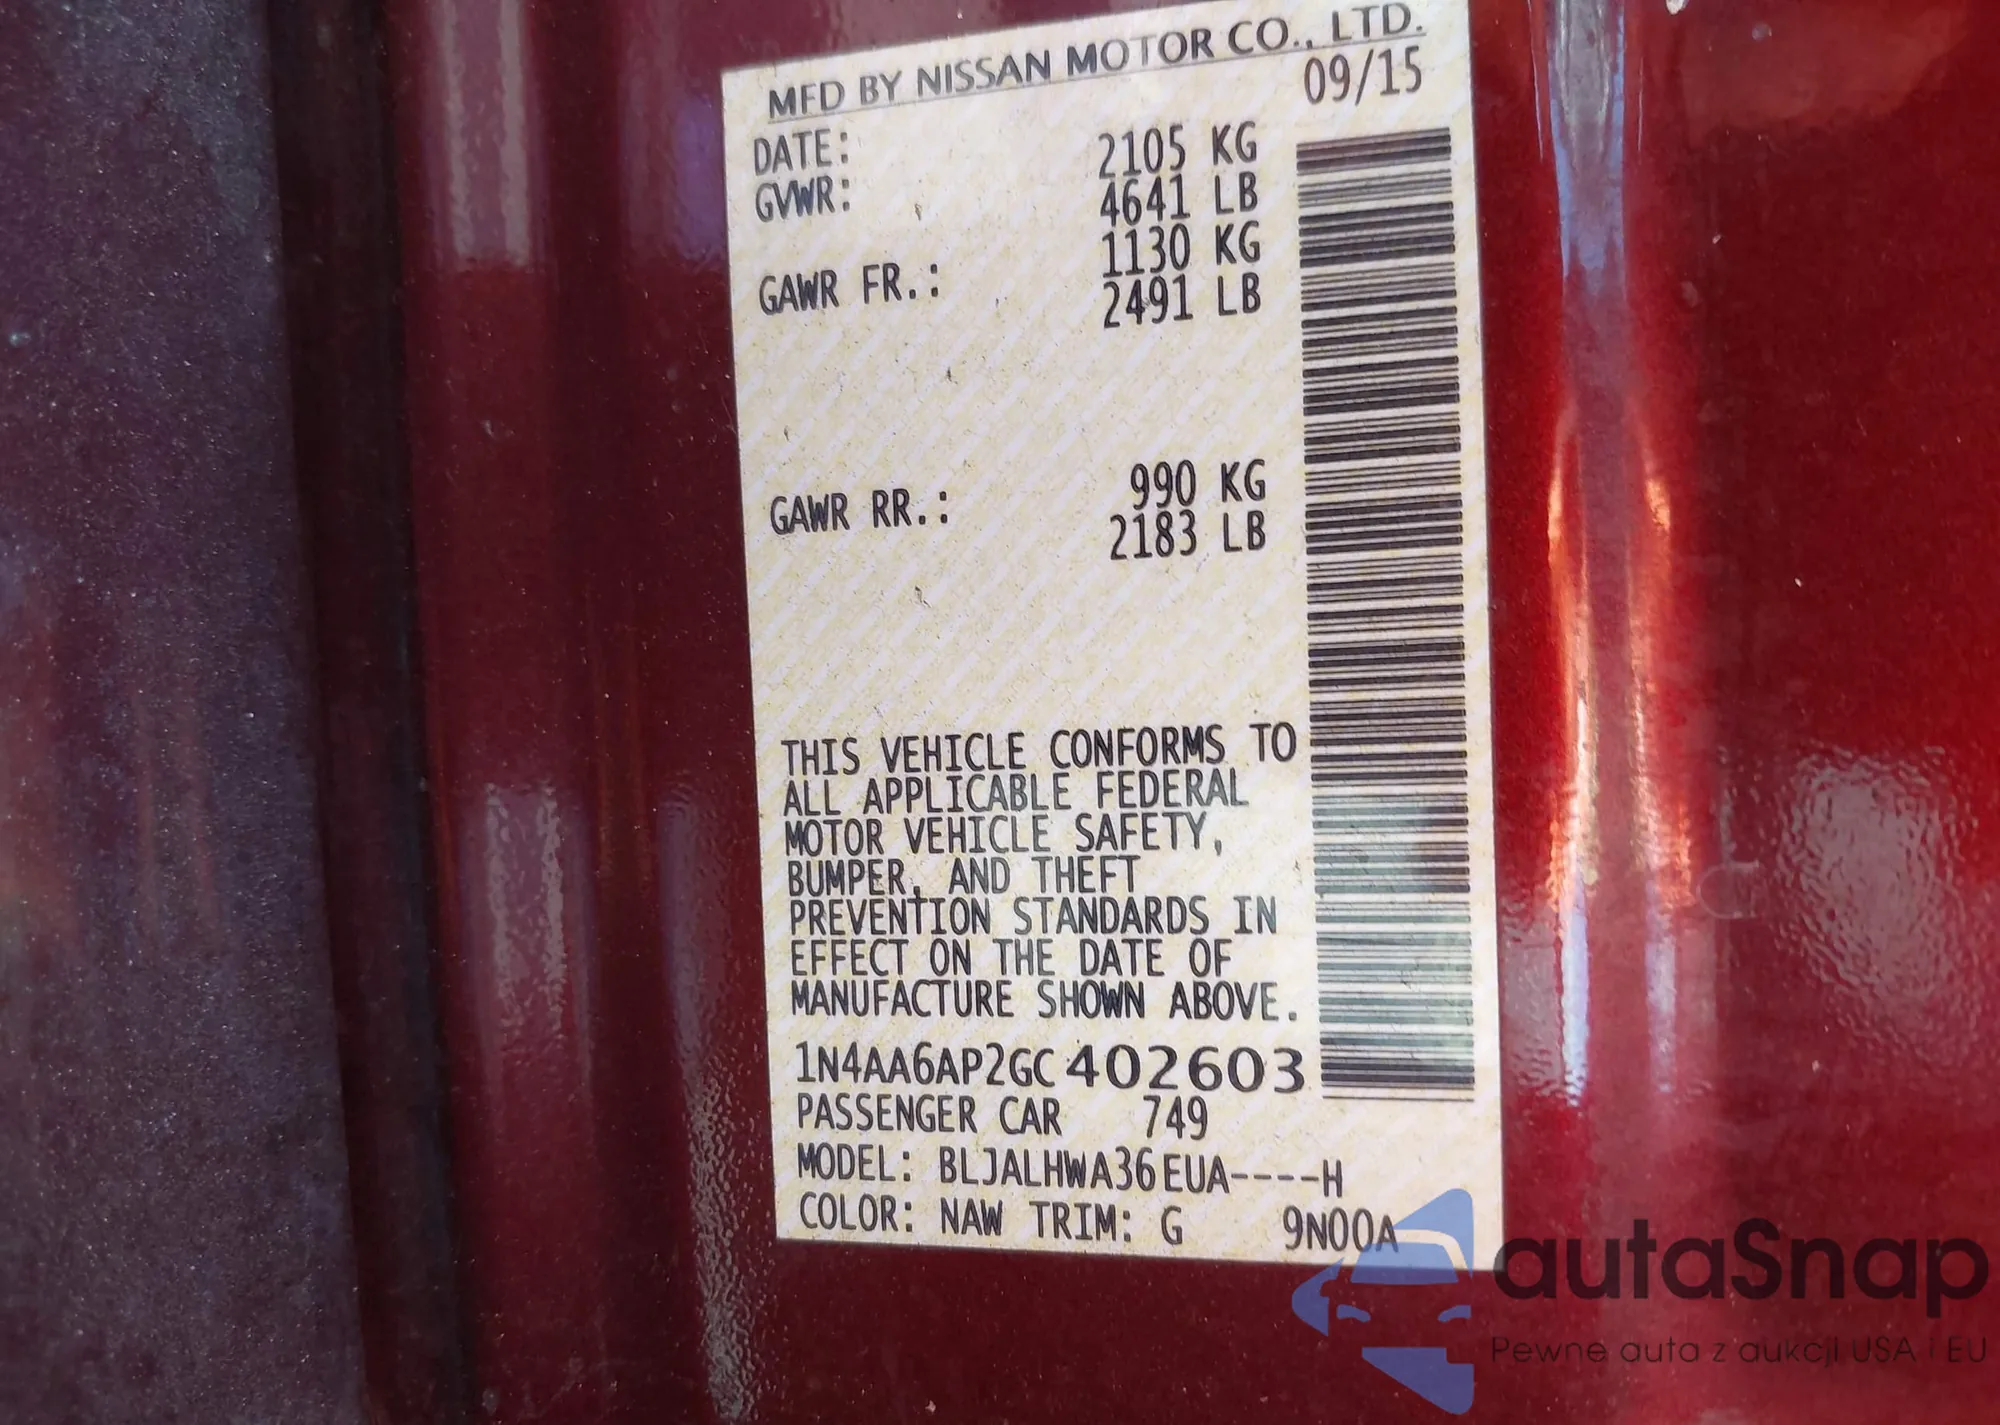 MFD BY NISSAN MOTOR CO., LTD.
DATE: 09/15
GVWR: 2105 KG
4641 LB
GAWR FR.: 1130 KG
2491 LB
GAWR RR.: 990 KG
2183 LB
THIS VEHICLE CONFORMS TO
ALL APPLICABLE FEDERAL
MOTOR VEHICLE SAFETY,
BUMPER, AND THEFT
PREVENTION STANDARDS IN
EFFECT ON THE DATE OF
MANUFACTURE SHOWN ABOVE.
1N4AA6AP2GC402603
PASSENGER CAR 749
MODEL: BLJALHWA36EUA----H
COLOR: NAW TRIM: G 9N00A
autaSnap
Pewne auta z aukcji USA i EU